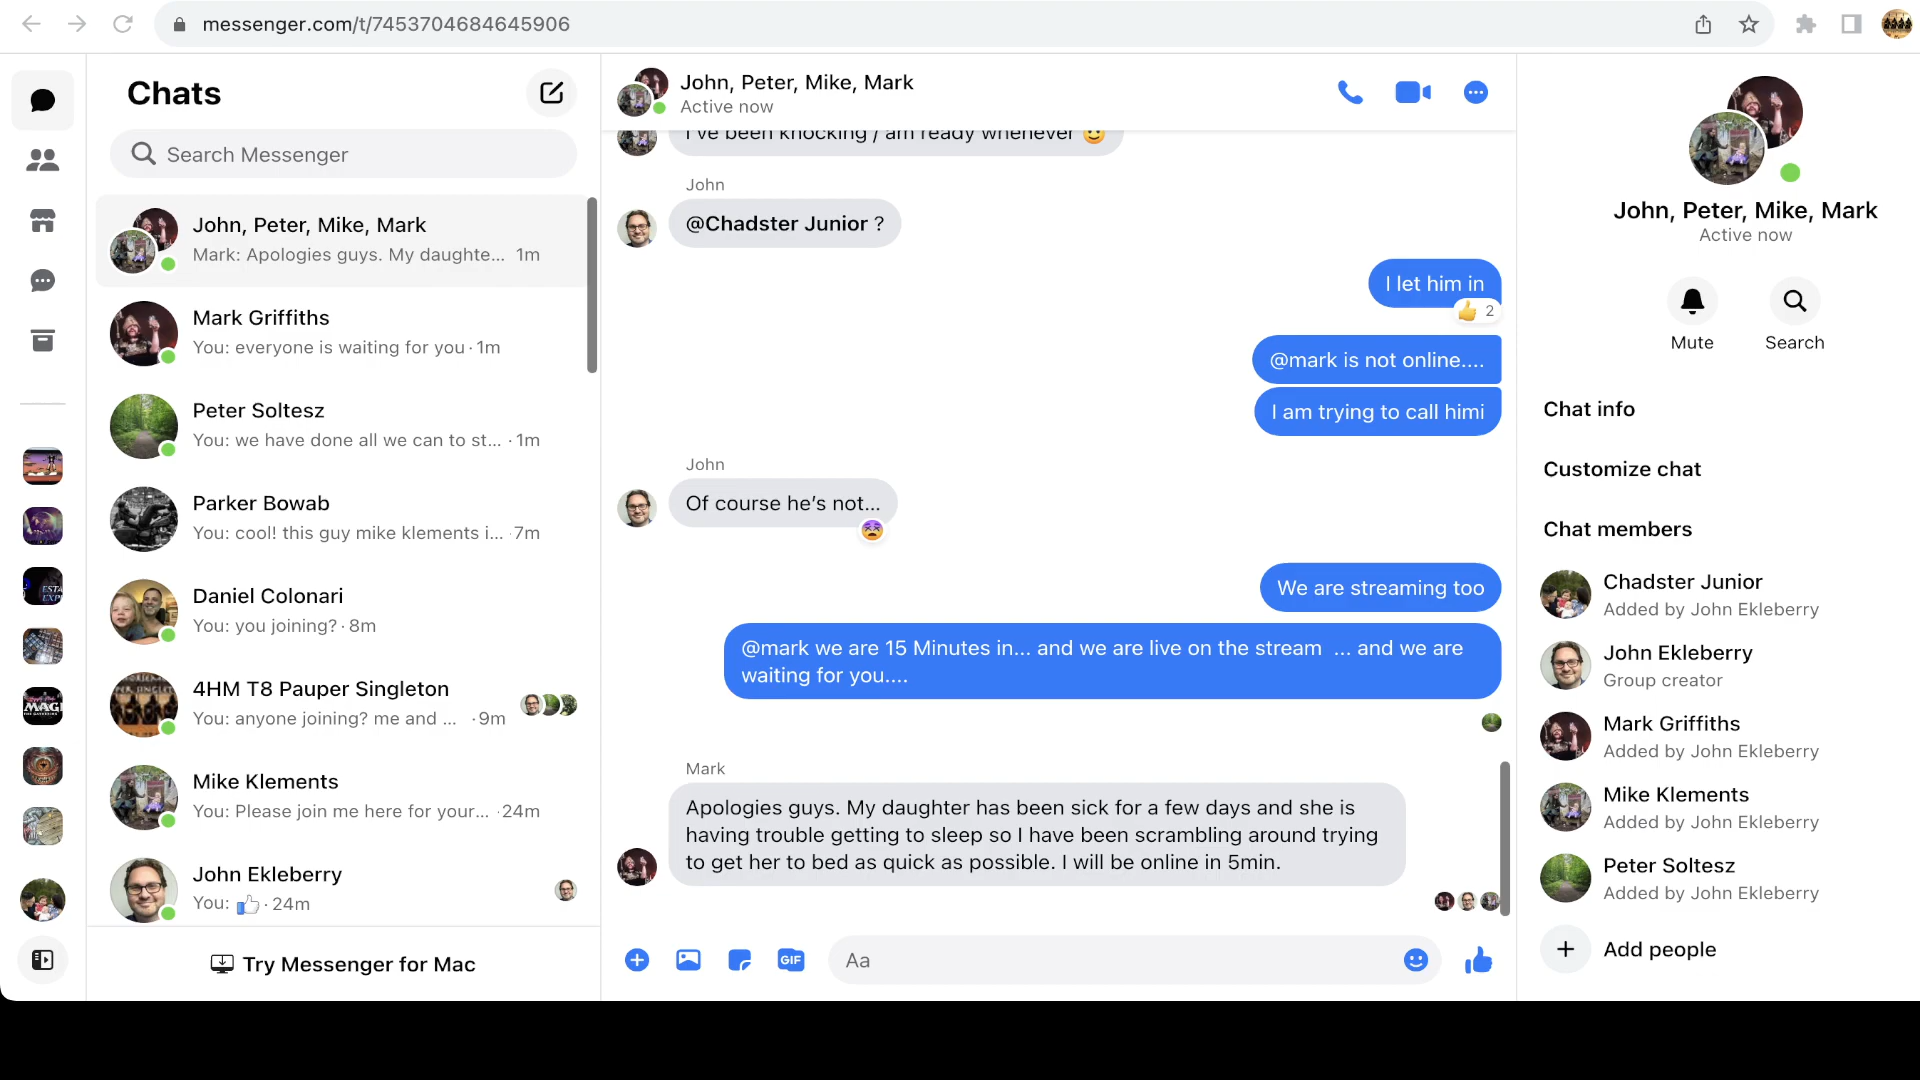 messenger.com/t/7453704684645906
Chats
Search Messenger
John, Peter, Mike, Mark
Mark: Apologies guys. My daughte... 1m
Mark Griffiths
You: everyone is waiting for you · 1m
Peter Soltesz
You: we have done all we can to st... · 1m
Parker Bowab
You: cool! this guy mike klements i... · 7m
Daniel Colonari
You: you joining? · 8m
4HM T8 Pauper Singleton
You: anyone joining? me and ... · 9m
Mike Klements
You: Please join me here for your... · 24m
John Ekleberry
You: 👍 · 24m
Try Messenger for Mac
John, Peter, Mike, Mark
Active now
I've been knocking / am ready whenever 🙂
John
@Chadster Junior ?
I let him in
👍 2
@mark is not online....
I am trying to call himi
John
Of course he's not...
We are streaming too
@mark we are 15 Minutes in... and we are live on the stream ... and we are
waiting for you....
Mark
Apologies guys. My daughter has been sick for a few days and she is
having trouble getting to sleep so I have been scrambling around trying
to get her to bed as quick as possible. I will be online in 5min.
GIF
Aa
John, Peter, Mike, Mark
Active now
Mute
Search
Chat info
Customize chat
Chat members
Chadster Junior
Added by John Ekleberry
John Ekleberry
Group creator
Mark Griffiths
Added by John Ekleberry
Mike Klements
Added by John Ekleberry
Peter Soltesz
Added by John Ekleberry
Add people